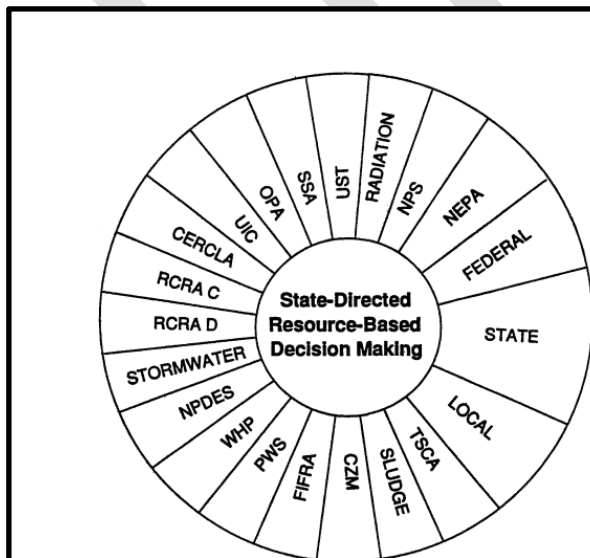 State-Directed
Resource-Based
Decision Making
UST
RADIATION
NPS
NEPA
FEDERAL
STATE
LOCAL
TSCA
SLUDGE
CZM
FIFRA
PWS
WHP
NPDES
STORMWATER
RCRA D
RCRA C
CERCLA
UIC
OPA
SSA